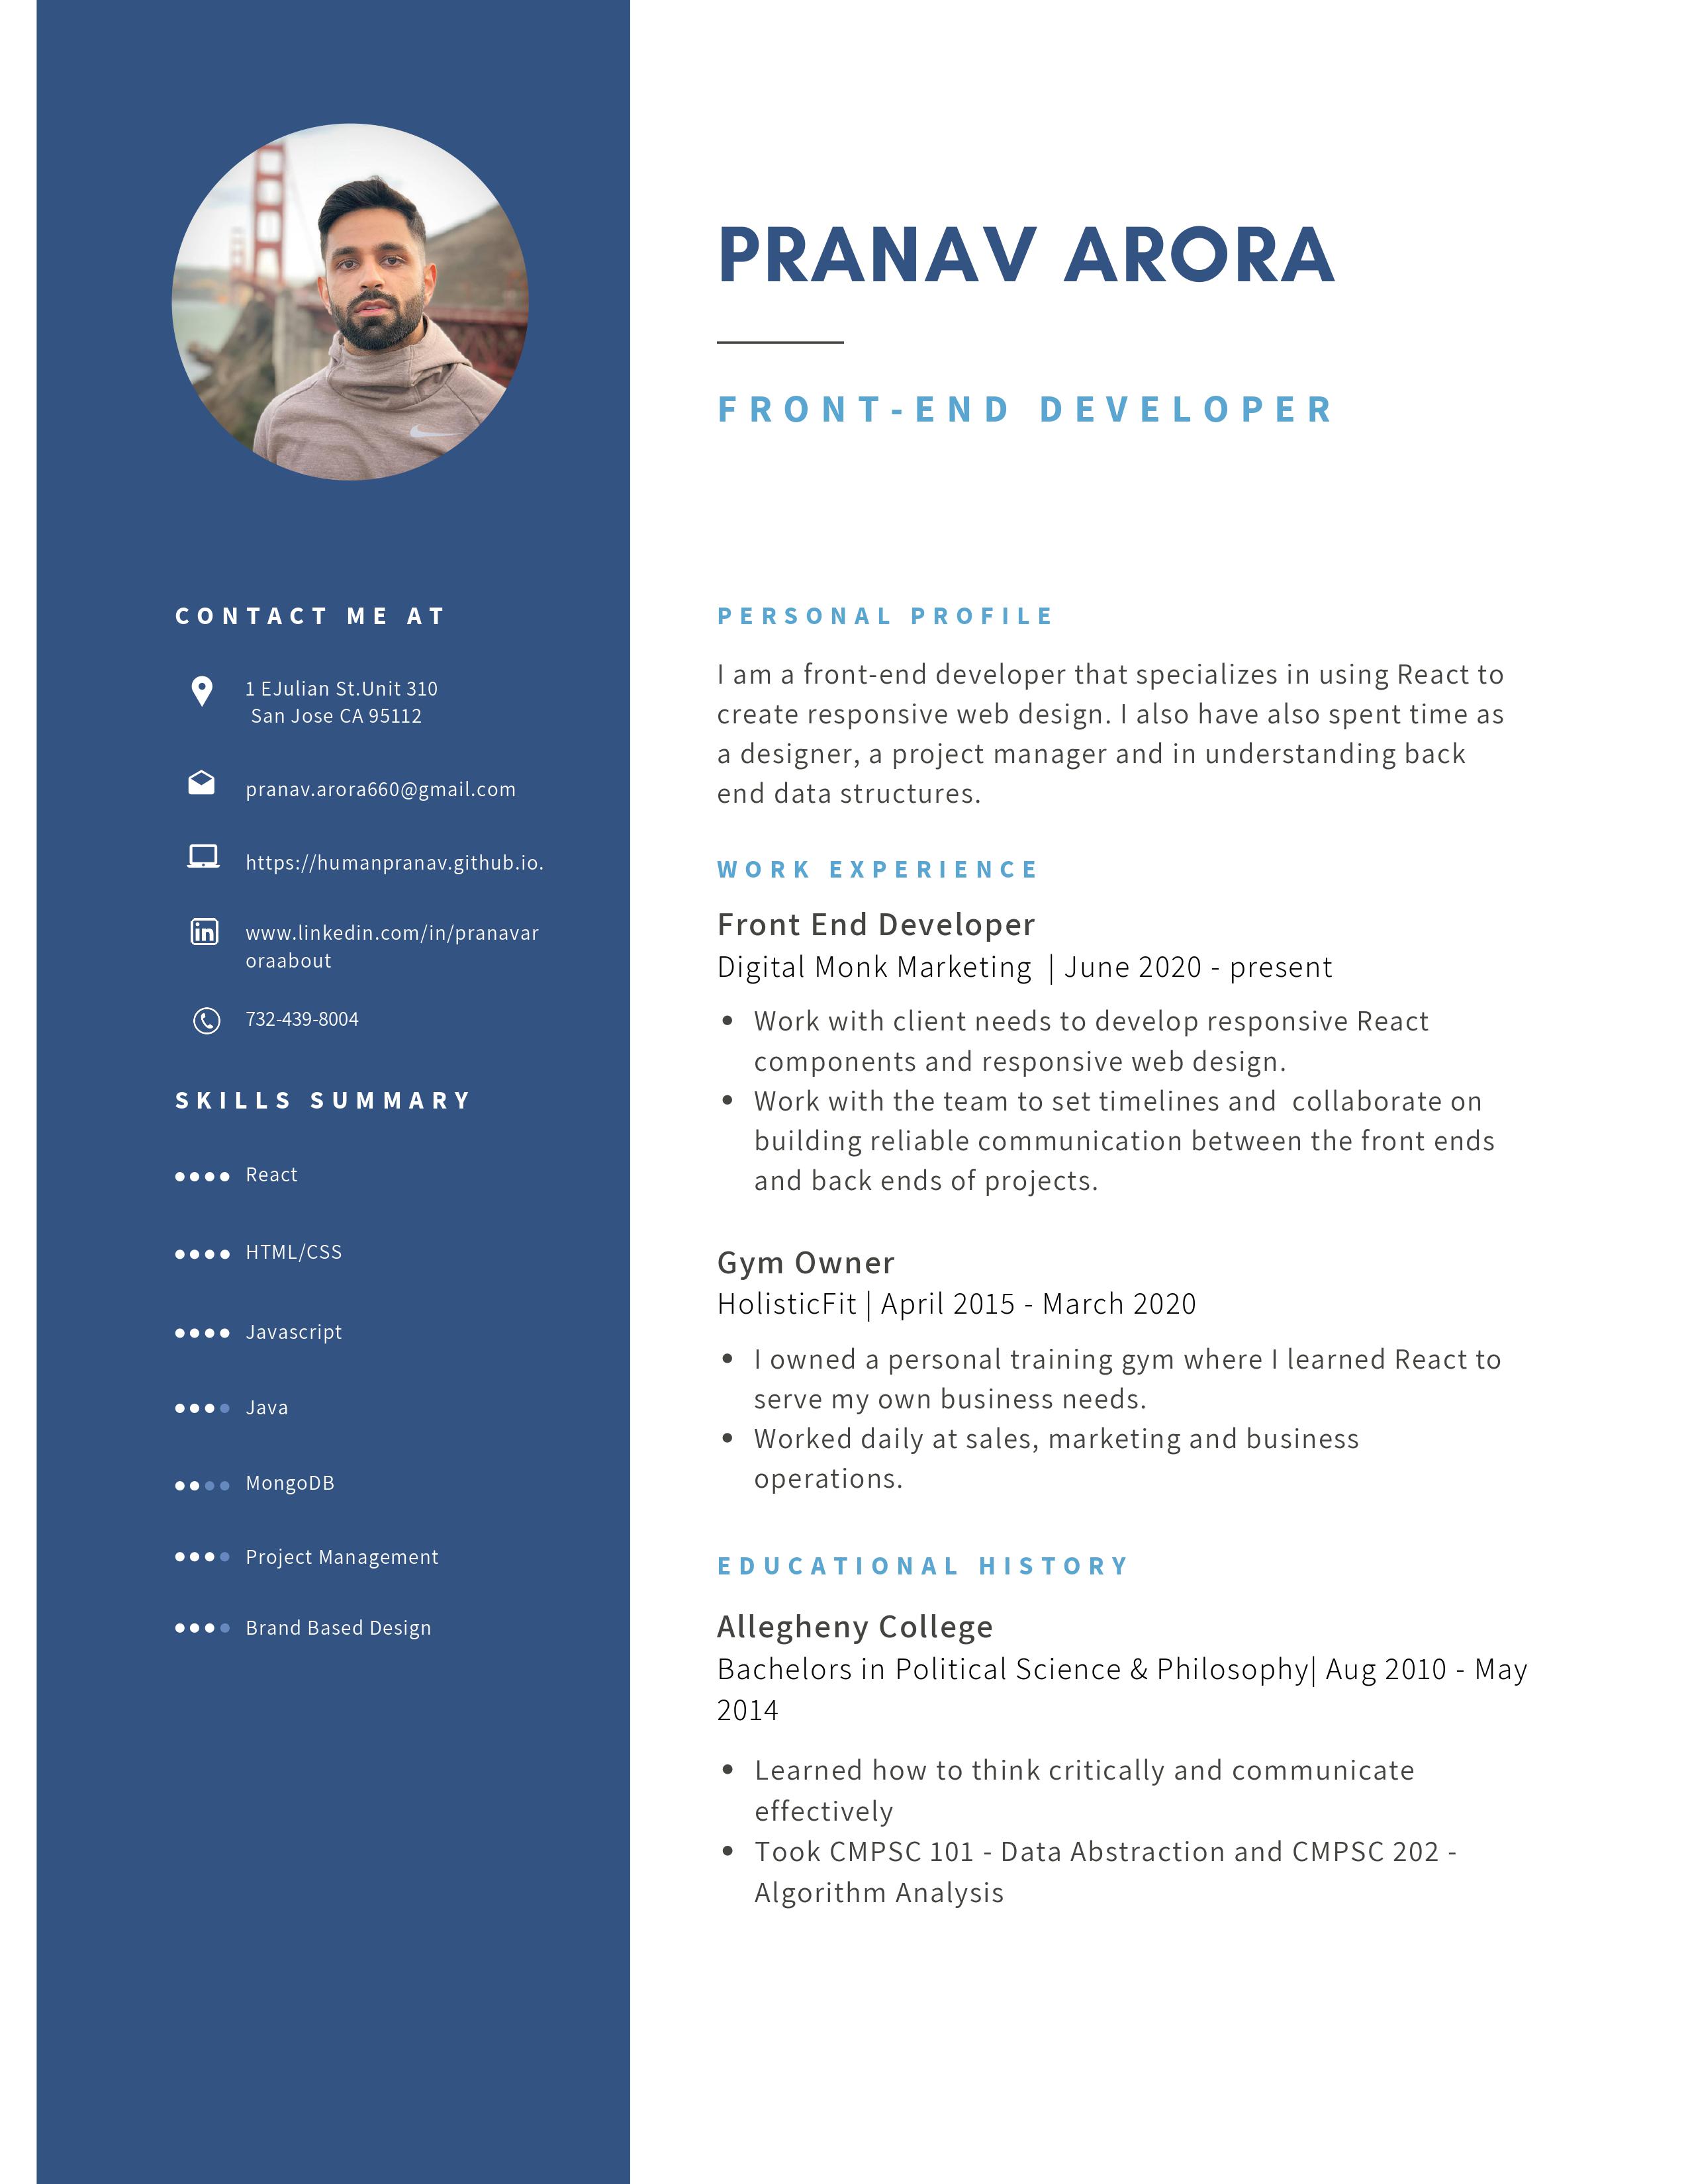 PRANAV ARORA
FRONT-END DEVELOPER
CONTACT ME AT
1 EJulian St.Unit 310
San Jose CA 95112
pranav.arora660@gmail.com
https://humanpranav.github.io.
www.linkedin.com/in/pranavar
oraabout
732-439-8004
SKILLS SUMMARY
React
HTML/CSS
Javascript
Java
MongoDB
Project Management
Brand Based Design
PERSONAL PROFILE
I am a front-end developer that specializes in using React to
create responsive web design. I also have also spent time as
a designer, a project manager and in understanding back
end data structures.
WORK EXPERIENCE
Front End Developer
Digital Monk Marketing | June 2020 - present
• Work with client needs to develop responsive React
components and responsive web design.
• Work with the team to set timelines and collaborate on
building reliable communication between the front ends
and back ends of projects.
Gym Owner
HolisticFit | April 2015 - March 2020
• I owned a personal training gym where I learned React to
serve my own business needs.
• Worked daily at sales, marketing and business
operations.
EDUCATIONAL HISTORY
Allegheny College
Bachelors in Political Science & Philosophy| Aug 2010 - May
2014
• Learned how to think critically and communicate
effectively
• Took CMPSC 101 - Data Abstraction and CMPSC 202 -
Algorithm Analysis